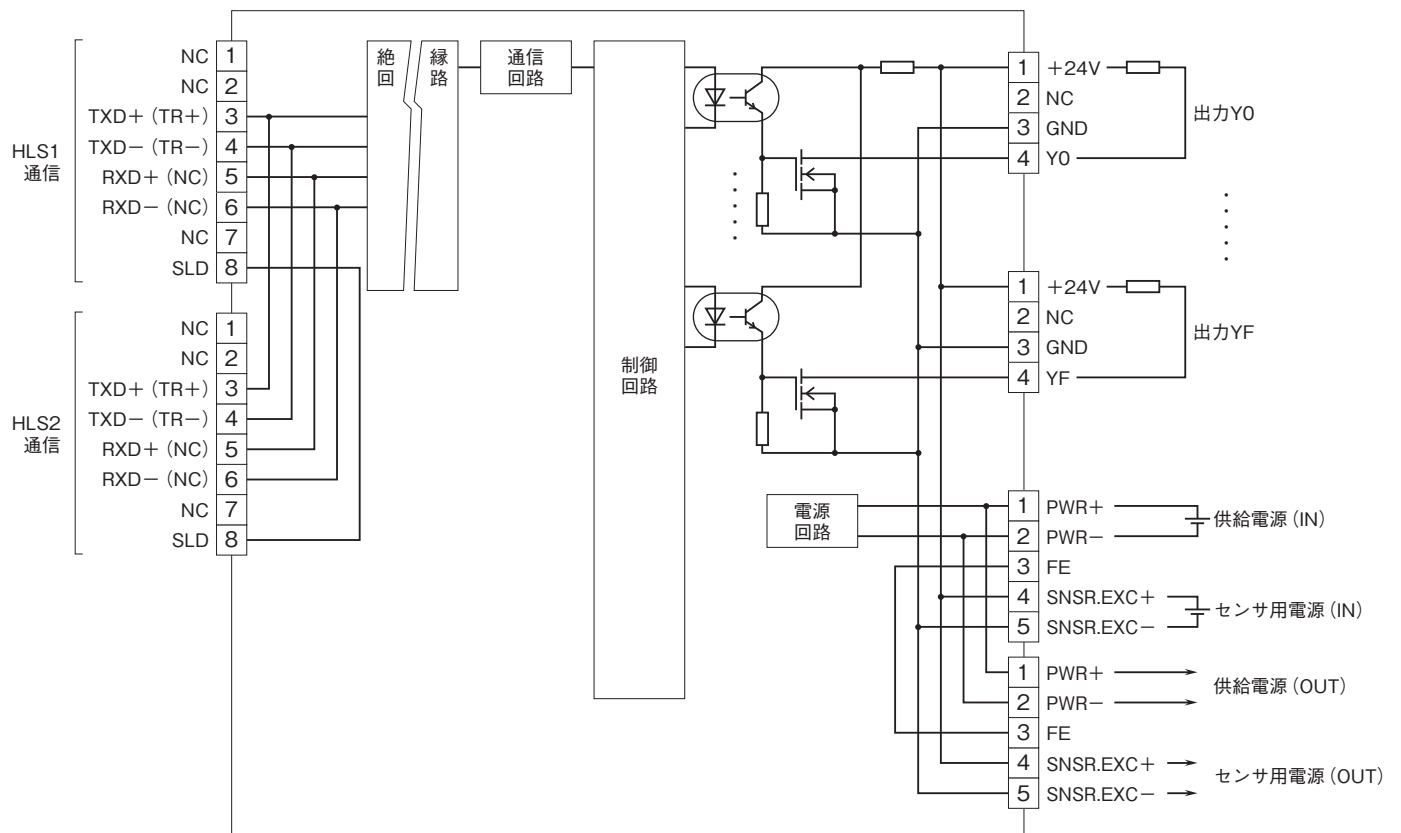 HLS1
通信
NC 1
NC 2
TXD+ (TR+) 3
TXD− (TR−) 4
RXD+ (NC) 5
RXD− (NC) 6
NC 7
SLD 8
HLS2
通信
NC 1
NC 2
TXD+ (TR+) 3
TXD− (TR−) 4
RXD+ (NC) 5
RXD− (NC) 6
NC 7
SLD 8
絶縁
回路
通信
回路
制御
回路
電源
回路
1 +24V
2 NC
3 GND
4 Y0
出力Y0
1 +24V
2 NC
3 GND
4 YF
出力YF
1 PWR+
2 PWR−
3 FE
4 SNSR.EXC+
5 SNSR.EXC−
供給電源(IN)
センサ用電源(IN)
1 PWR+
2 PWR−
3 FE
4 SNSR.EXC+
5 SNSR.EXC−
供給電源(OUT)
センサ用電源(OUT)